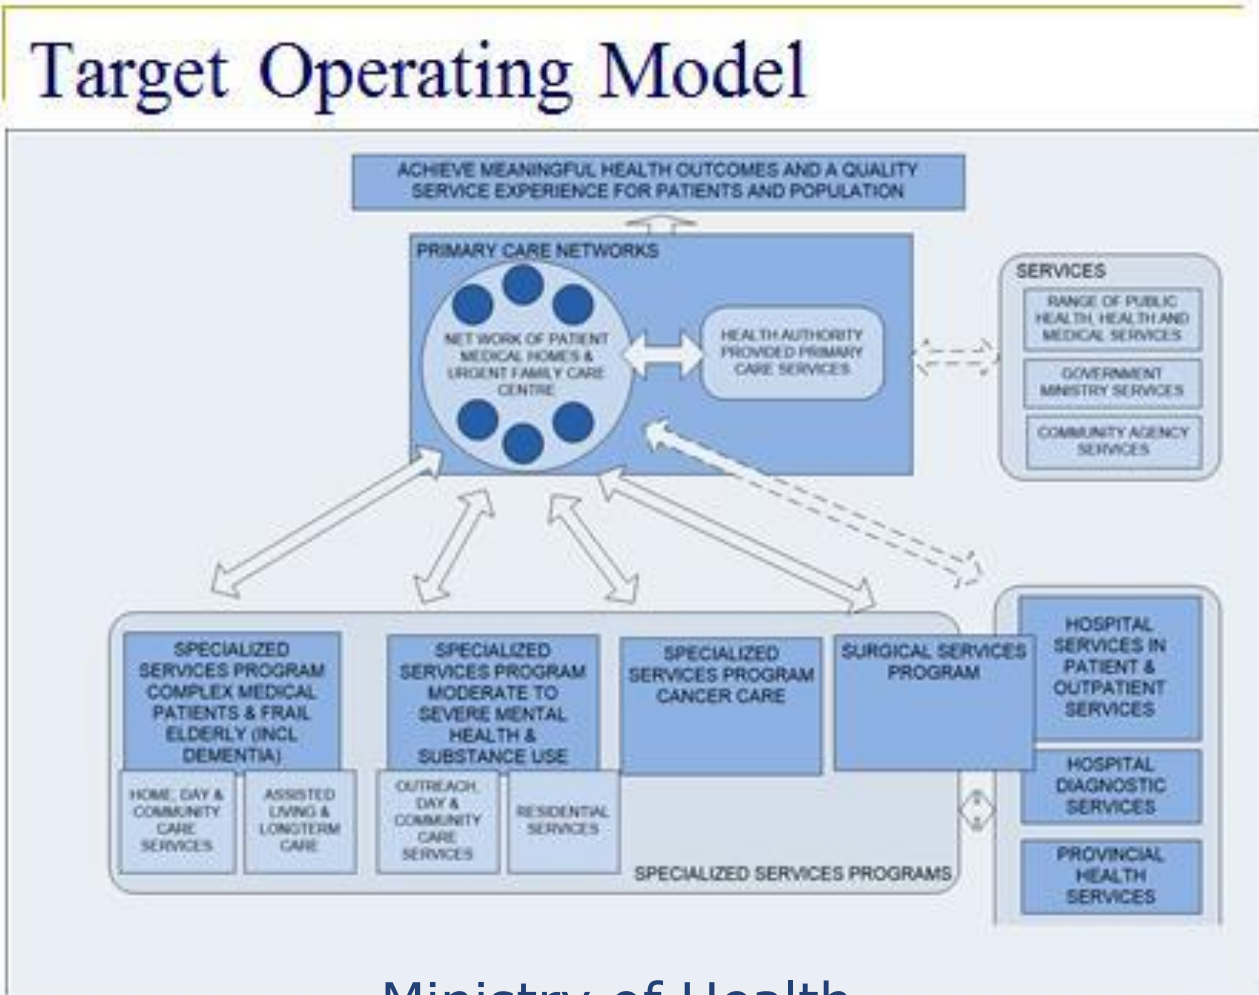 Target Operating Model
ACHIEVE MEANINGFUL HEALTH OUTCOMES AND A QUALITY
SERVICE EXPERIENCE FOR PATIENTS AND POPULATION
PRIMARY CARE NETWORKS
NET WORK OF PATIENT
MEDICAL HOMES &
URGENT FAMILY CARE
CENTRE
HEALTH AUTHORITY
PROVIDED PRIMARY
CARE SERVICES
SERVICES
RANGE OF PUBLIC
HEALTH, HEALTH AND
MEDICAL SERVICES
GOVERNMENT
MINISTRY SERVICES
COMMUNITY AGENCY
SERVICES
SPECIALIZED
SERVICES PROGRAM
COMPLEX MEDICAL
PATIENTS & FRAIL
ELDERLY (INCL
DEMENTIA)
HOME, DAY &
COMMUNITY
CARE
SERVICES
ASSISTED
LIVING &
LONGTERM
CARE
SPECIALIZED
SERVICES PROGRAM
MODERATE TO
SEVERE MENTAL
HEALTH &
SUBSTANCE USE
OUTREACH,
DAY &
COMMUNITY
CARE
SERVICES
RESIDENTIAL
SERVICES
SPECIALIZED
SERVICES PROGRAM
CANCER CARE
SURGICAL SERVICES
PROGRAM
SPECIALIZED SERVICES PROGRAMS
HOSPITAL
SERVICES IN
PATIENT &
OUTPATIENT
SERVICES
HOSPITAL
DIAGNOSTIC
SERVICES
PROVINCIAL
HEALTH
SERVICES
Ministry of Health